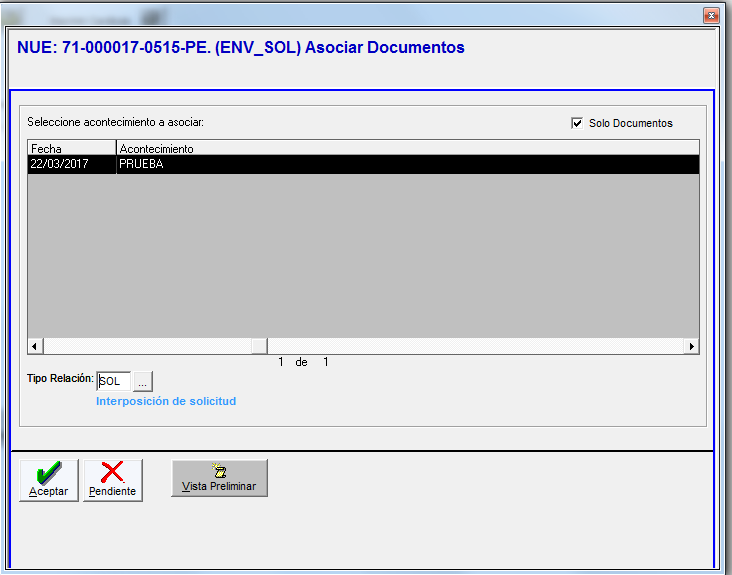 NUE: 71-000017-0515-PE. (ENV_SOL) Asociar Documentos
Seleccione acontecimiento a asociar:
Solo Documentos
Fecha Acontecimiento
22/03/2017 PRUEBA
1 de 1
Tipo Relación: SOL ...
Interposición de solicitud
Aceptar Pendiente Vista Preliminar